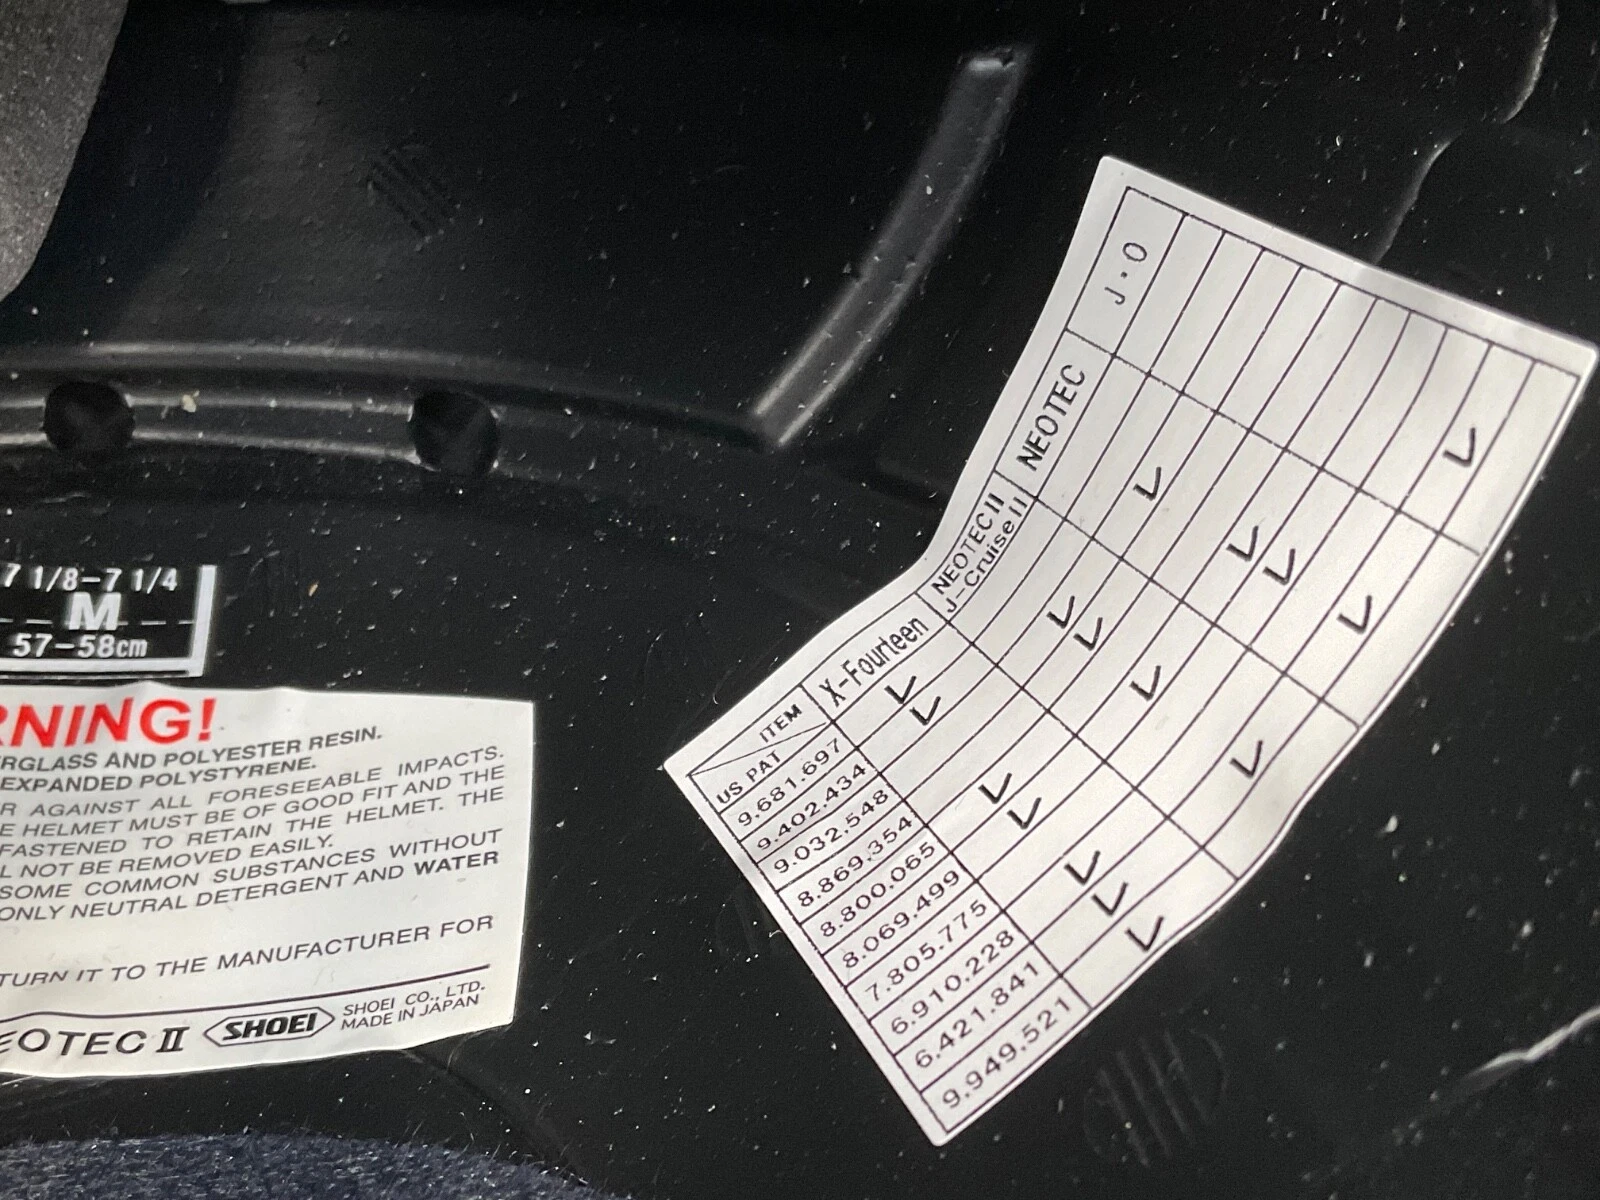 7 1/8-7 1/4
M
57-58cm
RNING!
RGLASS AND POLYESTER RESIN.
EXPANDED POLYSTYRENE.
R AGAINST ALL FORESEEABLE IMPACTS.
E HELMET MUST BE OF GOOD FIT AND THE
FASTENED TO RETAIN THE HELMET. THE
L NOT BE REMOVED EASILY.
SOME COMMON SUBSTANCES WITHOUT
ONLY NEUTRAL DETERGENT AND WATER
TURN IT TO THE MANUFACTURER FOR
EOTEC II SHOEI SHOEI CO., LTD.
MADE IN JAPAN
ITEM
US PAT
X-Fourteen
NEOTEC II
J-Cruise II
NEOTEC
J・O
9.681.697
9.402.434
9.032.548
8.869.354
8.800.065
8.069.499
7.805.775
6.910.228
6.421.841
9.949.521